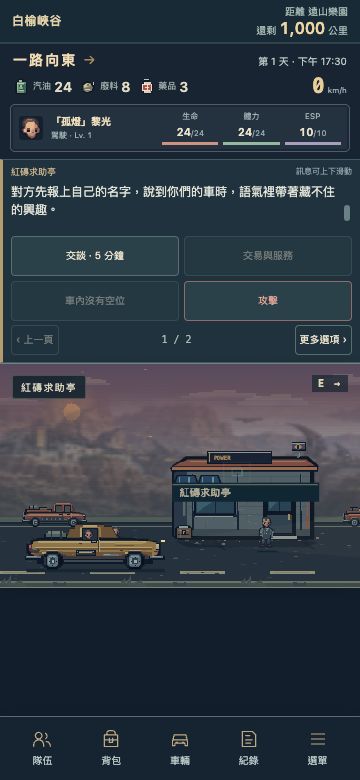 白榆峽谷
距離 遠山樂園
還剩 1,000 公里
一路向東 →
第 1 天 · 下午 17:30
汽油 24 廢料 8 藥品 3
0 km/h
「孤燈」黎光
駕駛 · Lv. 1
生命
24/24
體力
24/24
ESP
10/10
紅磚求助亭
訊息可上下滑動
對方先報上自己的名字，說到你們的車時，語氣裡帶著藏不住的興趣。
交談 · 5 分鐘
交易與服務
車內沒有空位
攻擊
‹ 上一頁
1 / 2
更多選項 ›
紅磚求助亭
E →
POWER
紅磚求助亭
隊伍
背包
車輛
紀錄
選單